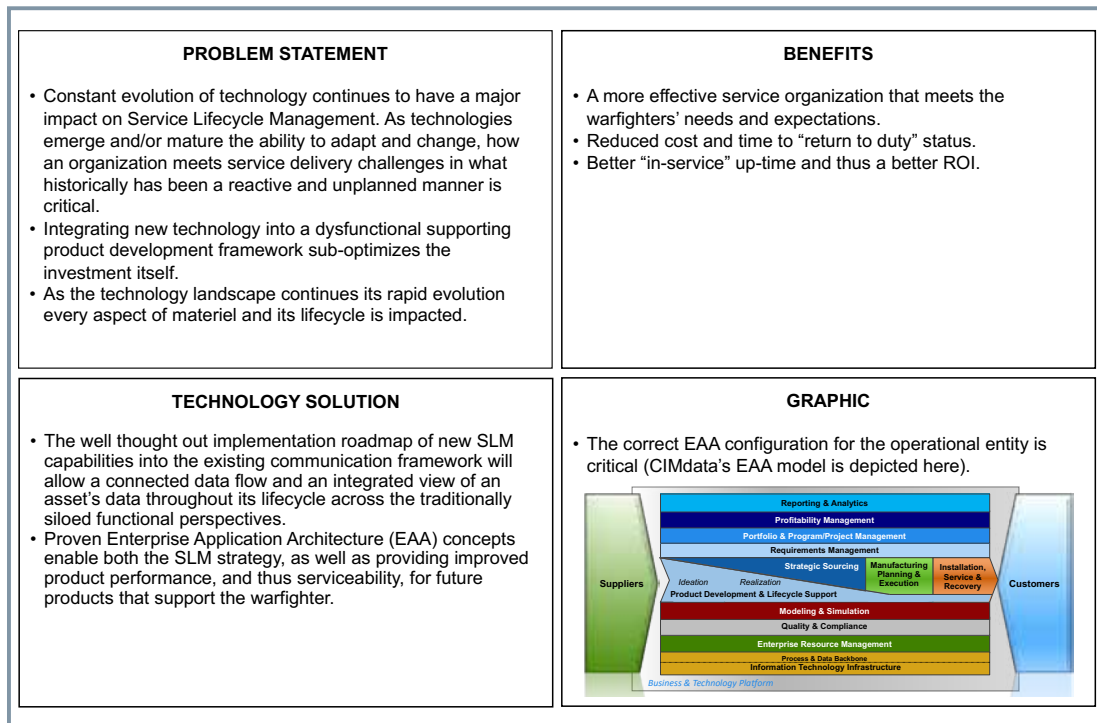 PROBLEM STATEMENT
• Constant evolution of technology continues to have a major
impact on Service Lifecycle Management. As technologies
emerge and/or mature the ability to adapt and change, how
an organization meets service delivery challenges in what
historically has been a reactive and unplanned manner is
critical.
• Integrating new technology into a dysfunctional supporting
product development framework sub-optimizes the
investment itself.
• As the technology landscape continues its rapid evolution
every aspect of materiel and its lifecycle is impacted.
BENEFITS
• A more effective service organization that meets the
warfighters’ needs and expectations.
• Reduced cost and time to “return to duty” status.
• Better “in-service” up-time and thus a better ROI.
TECHNOLOGY SOLUTION
• The well thought out implementation roadmap of new SLM
capabilities into the existing communication framework will
allow a connected data flow and an integrated view of an
asset’s data throughout its lifecycle across the traditionally
siloed functional perspectives.
• Proven Enterprise Application Architecture (EAA) concepts
enable both the SLM strategy, as well as providing improved
product performance, and thus serviceability, for future
products that support the warfighter.
GRAPHIC
• The correct EAA configuration for the operational entity is
critical (CIMdata’s EAA model is depicted here).
Reporting & Analytics
Profitability Management
Portfolio & Program/Project Management
Requirements Management
Suppliers
Strategic Sourcing
Ideation
Realization
Product Development & Lifecycle Support
Manufacturing
Planning &
Execution
Installation,
Service &
Recovery
Customers
Modeling & Simulation
Quality & Compliance
Enterprise Resource Management
Process & Data Backbone
Information Technology Infrastructure
Business & Technology Platform